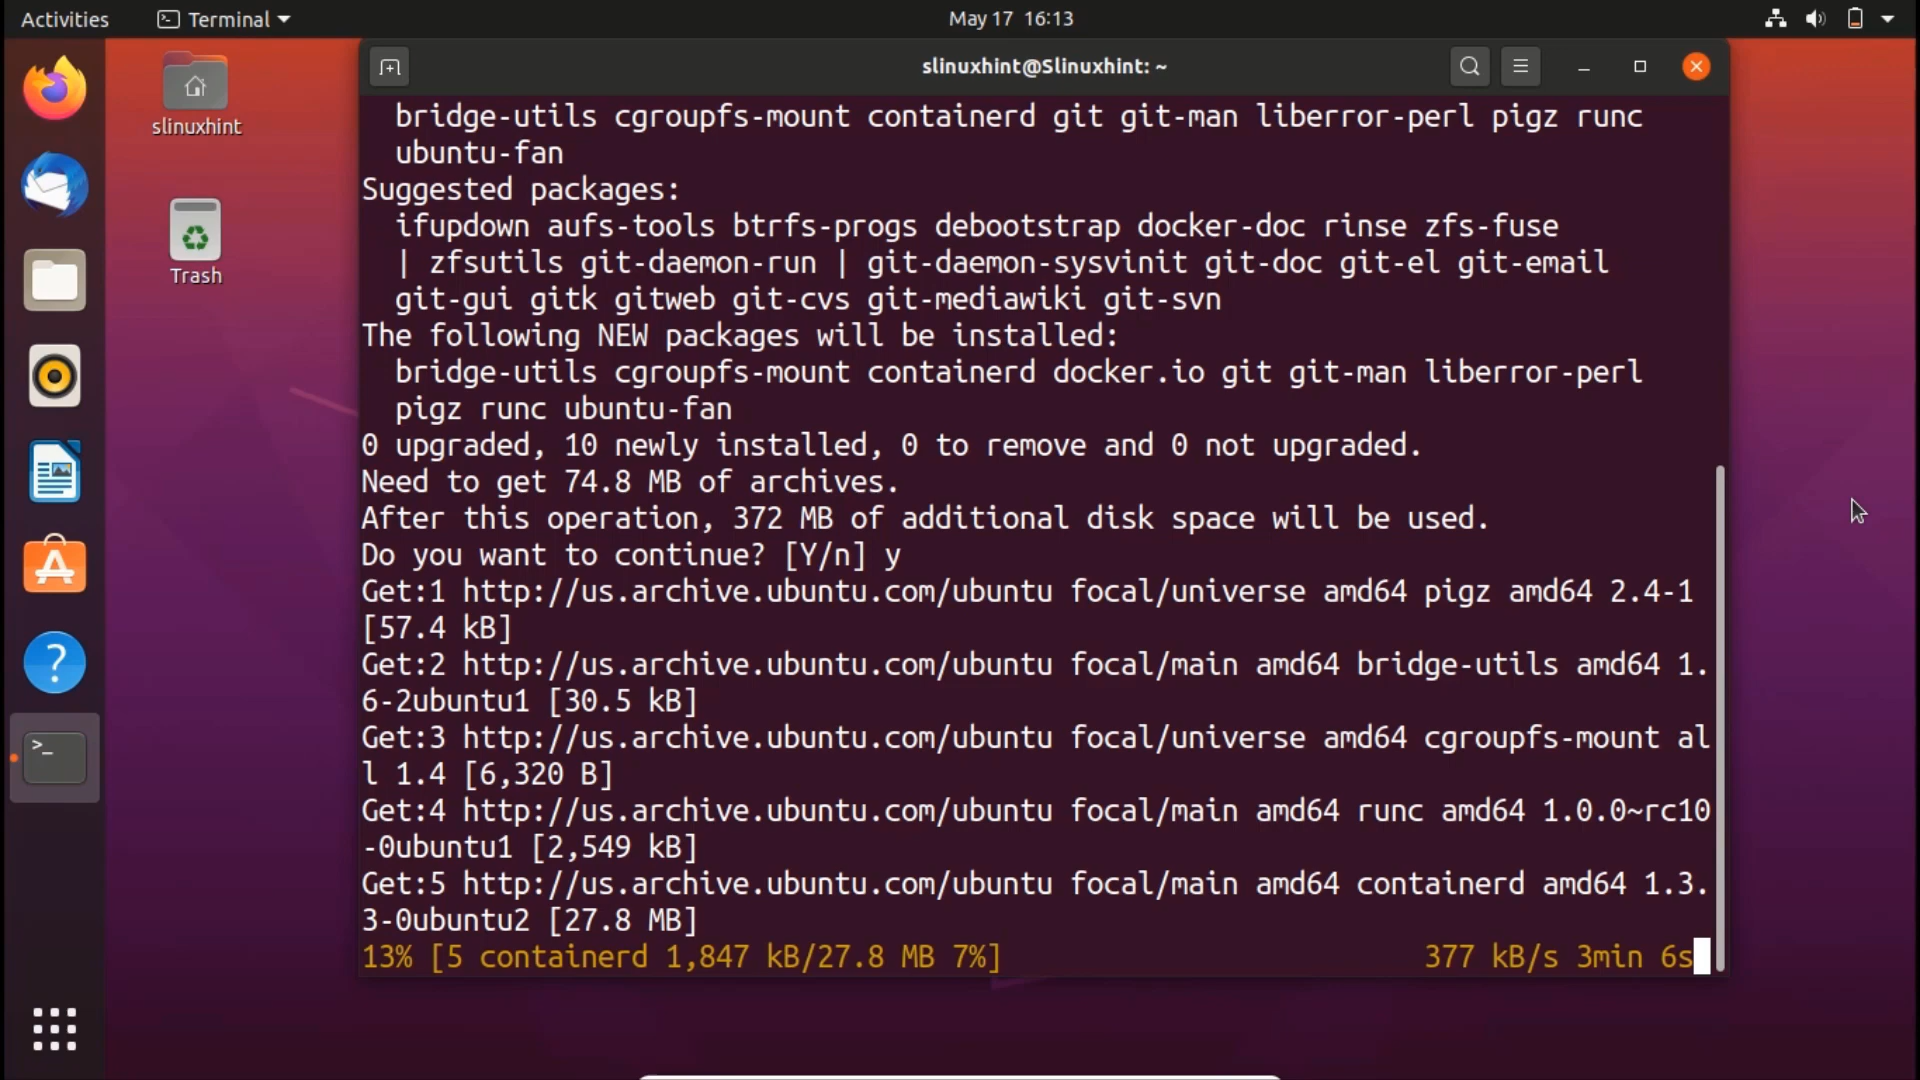 Activities
Terminal
May 17 16:13
slinuxhint
Trash
slinuxhint@Slinuxhint: ~
bridge-utils cgroupfs-mount containerd git git-man liberror-perl pigz runc
ubuntu-fan
Suggested packages:
ifupdown aufs-tools btrfs-progs debootstrap docker-doc rinse zfs-fuse
| zfsutils git-daemon-run | git-daemon-sysvinit git-doc git-el git-email
git-gui gitk gitweb git-cvs git-mediawiki git-svn
The following NEW packages will be installed:
bridge-utils cgroupfs-mount containerd docker.io git git-man liberror-perl
pigz runc ubuntu-fan
0 upgraded, 10 newly installed, 0 to remove and 0 not upgraded.
Need to get 74.8 MB of archives.
After this operation, 372 MB of additional disk space will be used.
Do you want to continue? [Y/n] y
Get:1 http://us.archive.ubuntu.com/ubuntu focal/universe amd64 pigz amd64 2.4-1
[57.4 kB]
Get:2 http://us.archive.ubuntu.com/ubuntu focal/main amd64 bridge-utils amd64 1.
6-2ubuntu1 [30.5 kB]
Get:3 http://us.archive.ubuntu.com/ubuntu focal/universe amd64 cgroupfs-mount al
l 1.4 [6,320 B]
Get:4 http://us.archive.ubuntu.com/ubuntu focal/main amd64 runc amd64 1.0.0~rc10
-0ubuntu1 [2,549 kB]
Get:5 http://us.archive.ubuntu.com/ubuntu focal/main amd64 containerd amd64 1.3.
3-0ubuntu2 [27.8 MB]
13% [5 containerd 1,847 kB/27.8 MB 7%] 377 kB/s 3min 6s